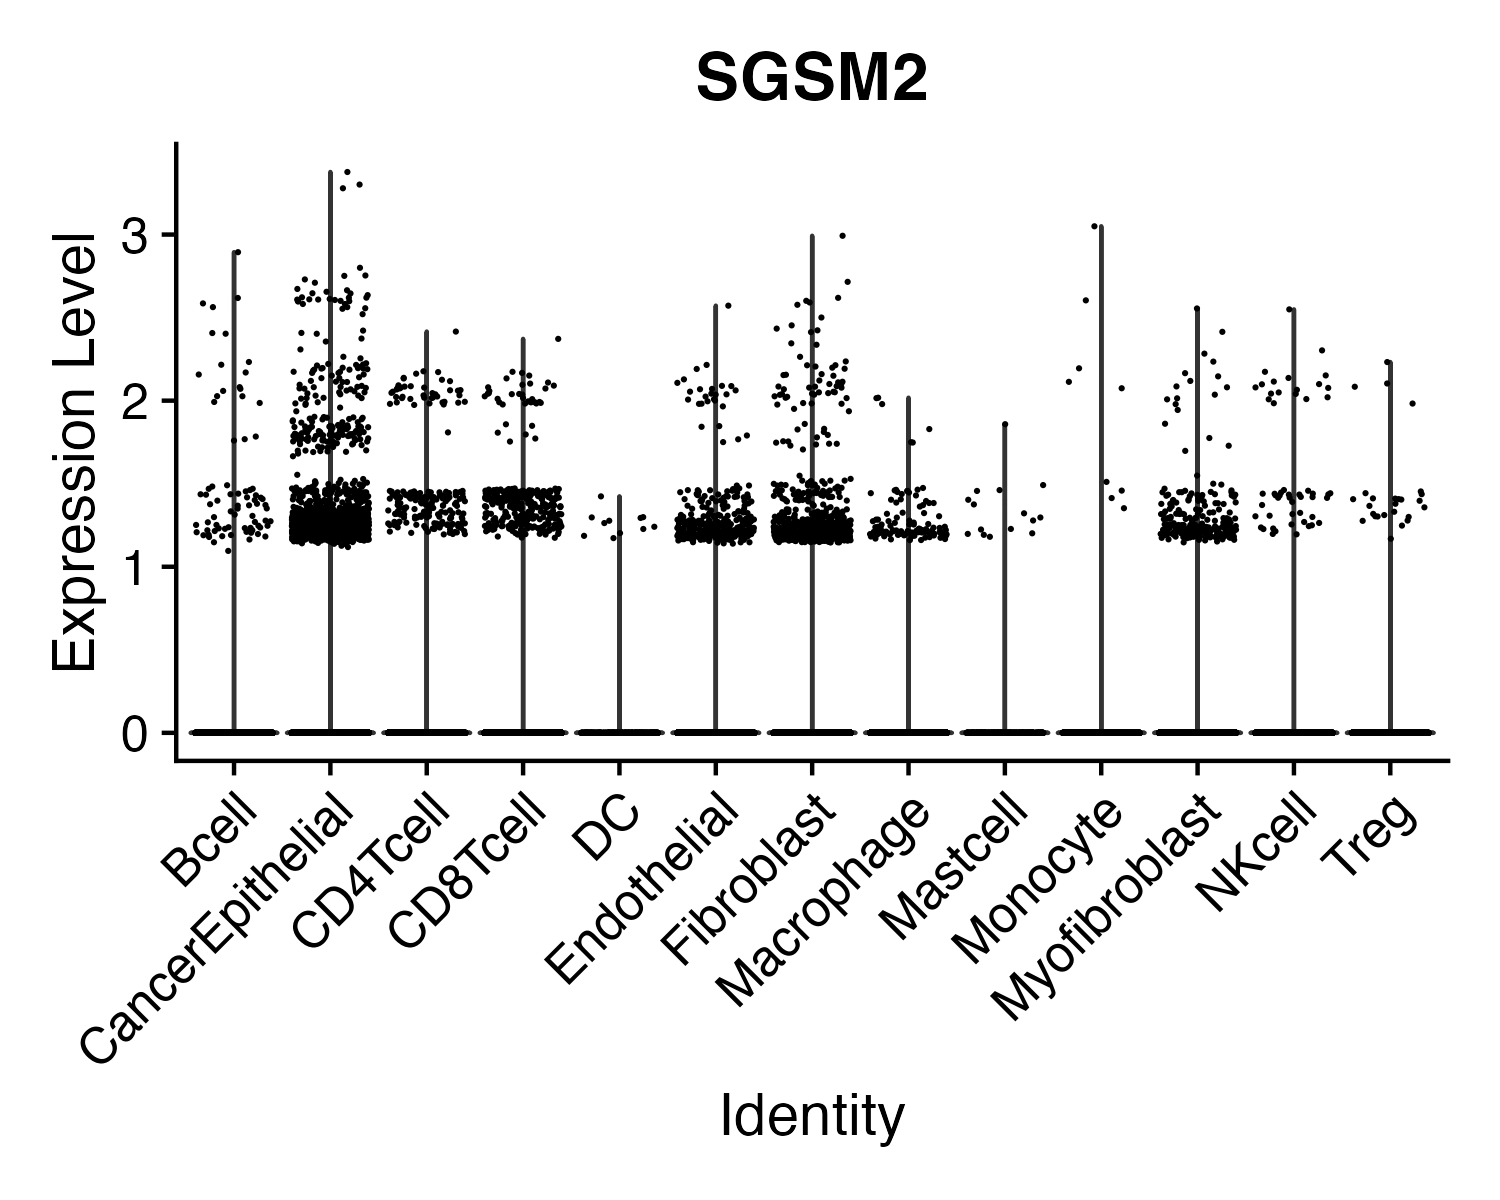 SGSM2
Expression Level
3
2
1
0
Bcell
CancerEpithelial
CD4Tcell
CD8Tcell
DC
Endothelial
Fibroblast
Macrophage
Mastcell
Monocyte
Myofibroblast
NKcell
Treg
Identity